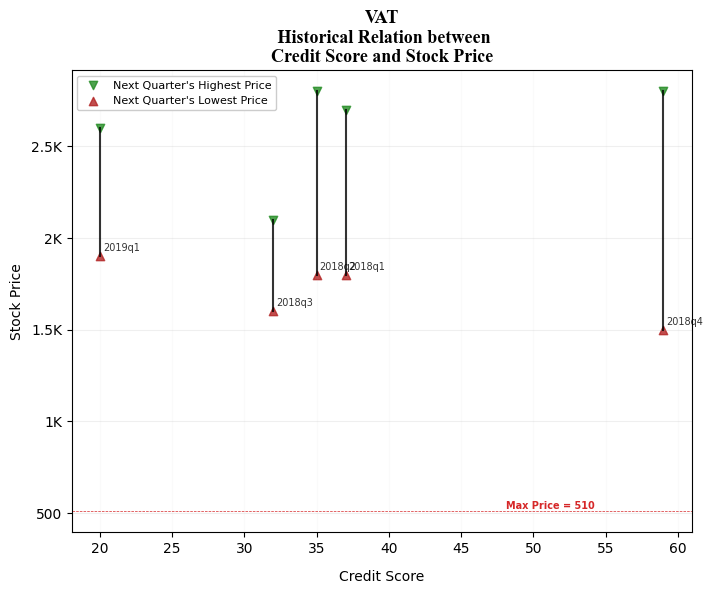 VAT
Historical Relation between
Credit Score and Stock Price
Next Quarter's Highest Price
Next Quarter's Lowest Price
2.5K
2K
1.5K
1K
500
Stock Price
2019q1
2018q3
2018q2
2018q1
2018q4
Max Price = 510
20 25 30 35 40 45 50 55 60
Credit Score